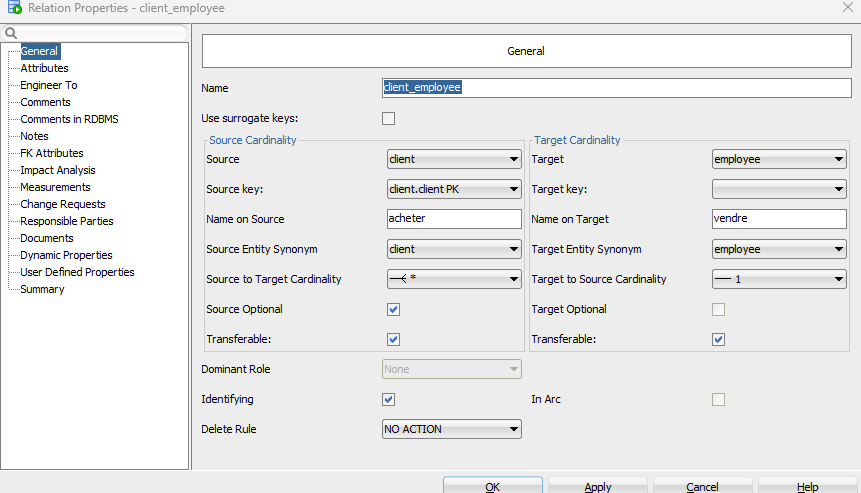 Relation Properties - client_employee
General
Attributes
Engineer To
Comments
Comments in RDBMS
Notes
FK Attributes
Impact Analysis
Measurements
Change Requests
Responsible Parties
Documents
Dynamic Properties
User Defined Properties
Summary
General
Name client_employee
Use surrogate keys:
Source Cardinality
Source client
Source key: client.client PK
Name on Source acheter
Source Entity Synonym client
Source to Target Cardinality *
Source Optional
Transferable:
Target Cardinality
Target employee
Target key:
Name on Target vendre
Target Entity Synonym employee
Target to Source Cardinality 1
Target Optional
Transferable:
Dominant Role None
Identifying In Arc
Delete Rule NO ACTION
OK Apply Cancel Help